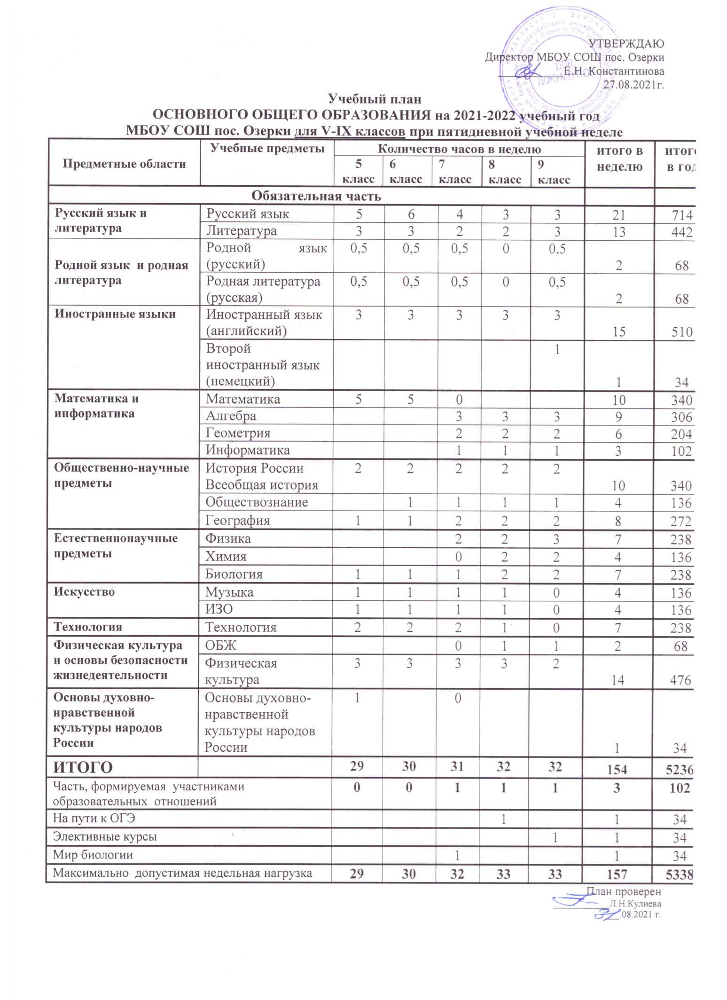 УТВЕРЖДАЮ
Директор МБОУ СОШ пос. Озерки
Е.Н. Константинова
27.08.2021г.
ДЛЯ
ДОКУМЕНТОВ
Учебный план
ОСНОВНОГО ОБЩЕГО ОБРАЗОВАНИЯ на 2021-2022 учебный год
МБОУ СОШ пос. Озерки для V-IX классов при пятидневной учебной неделе
Предметные области Учебные предметы Количество часов в неделю итого в неделю итого в год
5 класс 6 класс 7 класс 8 класс 9 класс
Обязательная часть
Русский язык и литература Русский язык 5 6 4 3 3 21 714
Литература 3 3 2 2 3 13 442
Родной язык и родная литература Родной язык (русский) 0,5 0,5 0,5 0 0,5 2 68
Родная литература (русская) 0,5 0,5 0,5 0 0,5 2 68
Иностранные языки Иностранный язык (английский) 3 3 3 3 3 15 510
Второй иностранный язык (немецкий) 1 1 34
Математика и информатика Математика 5 5 0 10 340
Алгебра 3 3 3 9 306
Геометрия 2 2 2 6 204
Информатика 1 1 1 3 102
Общественно-научные предметы История России Всеобщая история 2 2 2 2 2 10 340
Обществознание 1 1 1 1 4 136
География 1 1 2 2 2 8 272
Естественнонаучные предметы Физика 2 2 3 7 238
Химия 0 2 2 4 136
Биология 1 1 1 2 2 7 238
Искусство Музыка 1 1 1 1 0 4 136
ИЗО 1 1 1 1 0 4 136
Технология Технология 2 2 2 1 0 7 238
Физическая культура и основы безопасности жизнедеятельности ОБЖ 0 1 1 2 68
Физическая культура 3 3 3 3 2 14 476
Основы духовно-нравственной культуры народов России Основы духовно-нравственной культуры народов России 1 0 1 34
ИТОГО 29 30 31 32 32 154 5236
Часть, формируемая участниками образовательных отношений 0 0 1 1 1 3 102
На пути к ОГЭ 1 1 34
Элективные курсы 1 1 34
Мир биологии 1 1 34
Максимально допустимая недельная нагрузка 29 30 32 33 33 157 5338
План проверен
Л.Н.Кулиева
31.08.2021 г.